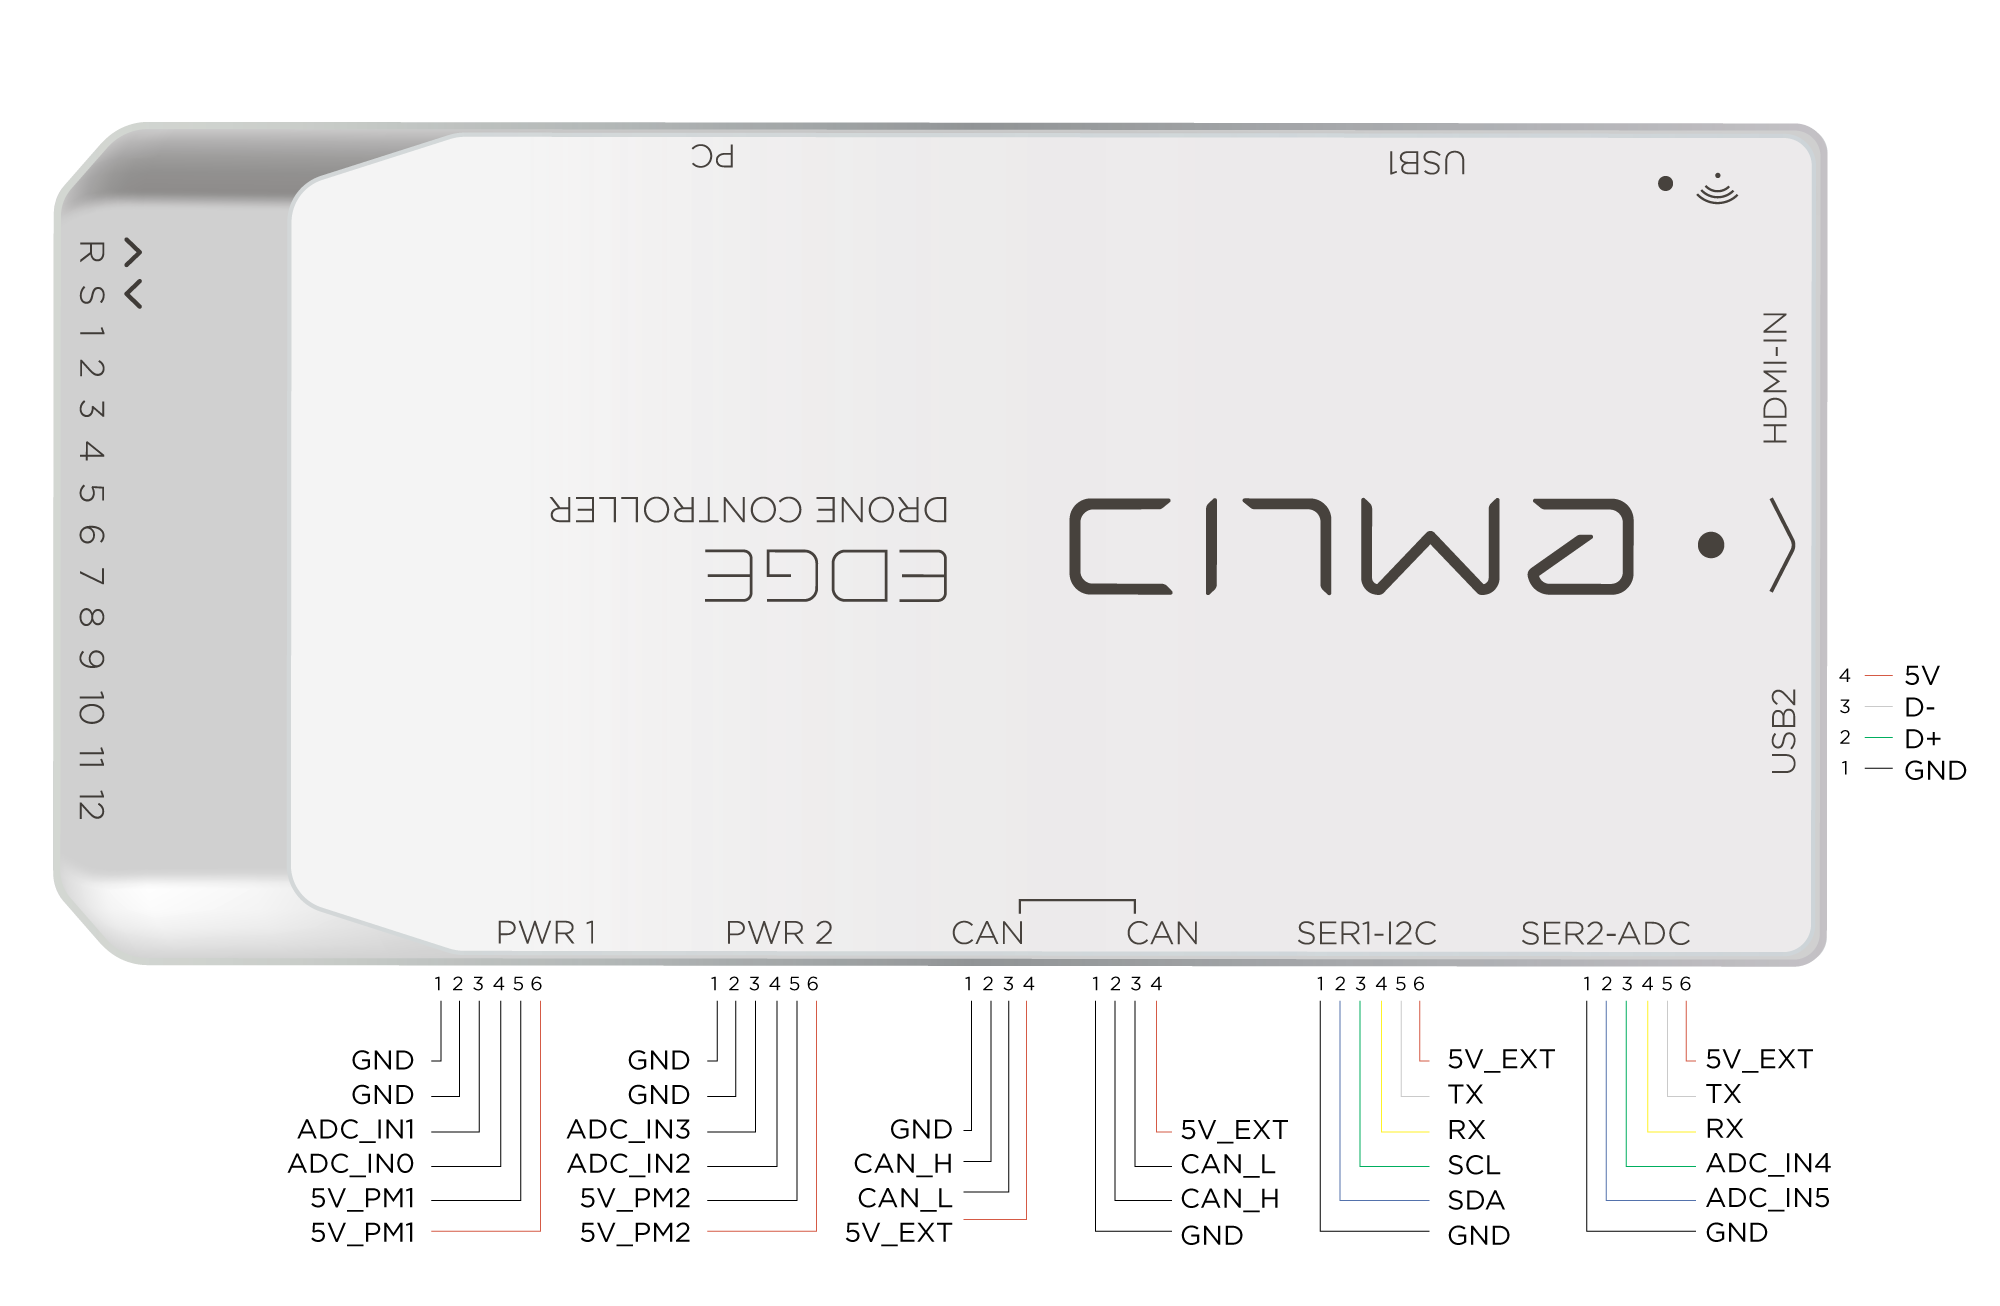 PC
USB1
R
S
1
2
3
4
5
6
7
8
9
10
11
12
HDMI-IN
DRONE CONTROLLER
EDGE
EMLID
USB2
4 5V
3 D-
2 D+
1 GND
PWR 1
PWR 2
CAN
CAN
SER1-I2C
SER2-ADC
1 2 3 4 5 6
GND
GND
ADC_IN1
ADC_IN0
5V_PM1
5V_PM1
1 2 3 4 5 6
GND
GND
ADC_IN3
ADC_IN2
5V_PM2
5V_PM2
1 2 3 4
GND
CAN_H
CAN_L
5V_EXT
1 2 3 4
5V_EXT
CAN_L
CAN_H
GND
1 2 3 4 5 6
5V_EXT
TX
RX
SCL
SDA
GND
1 2 3 4 5 6
5V_EXT
TX
RX
ADC_IN4
ADC_IN5
GND